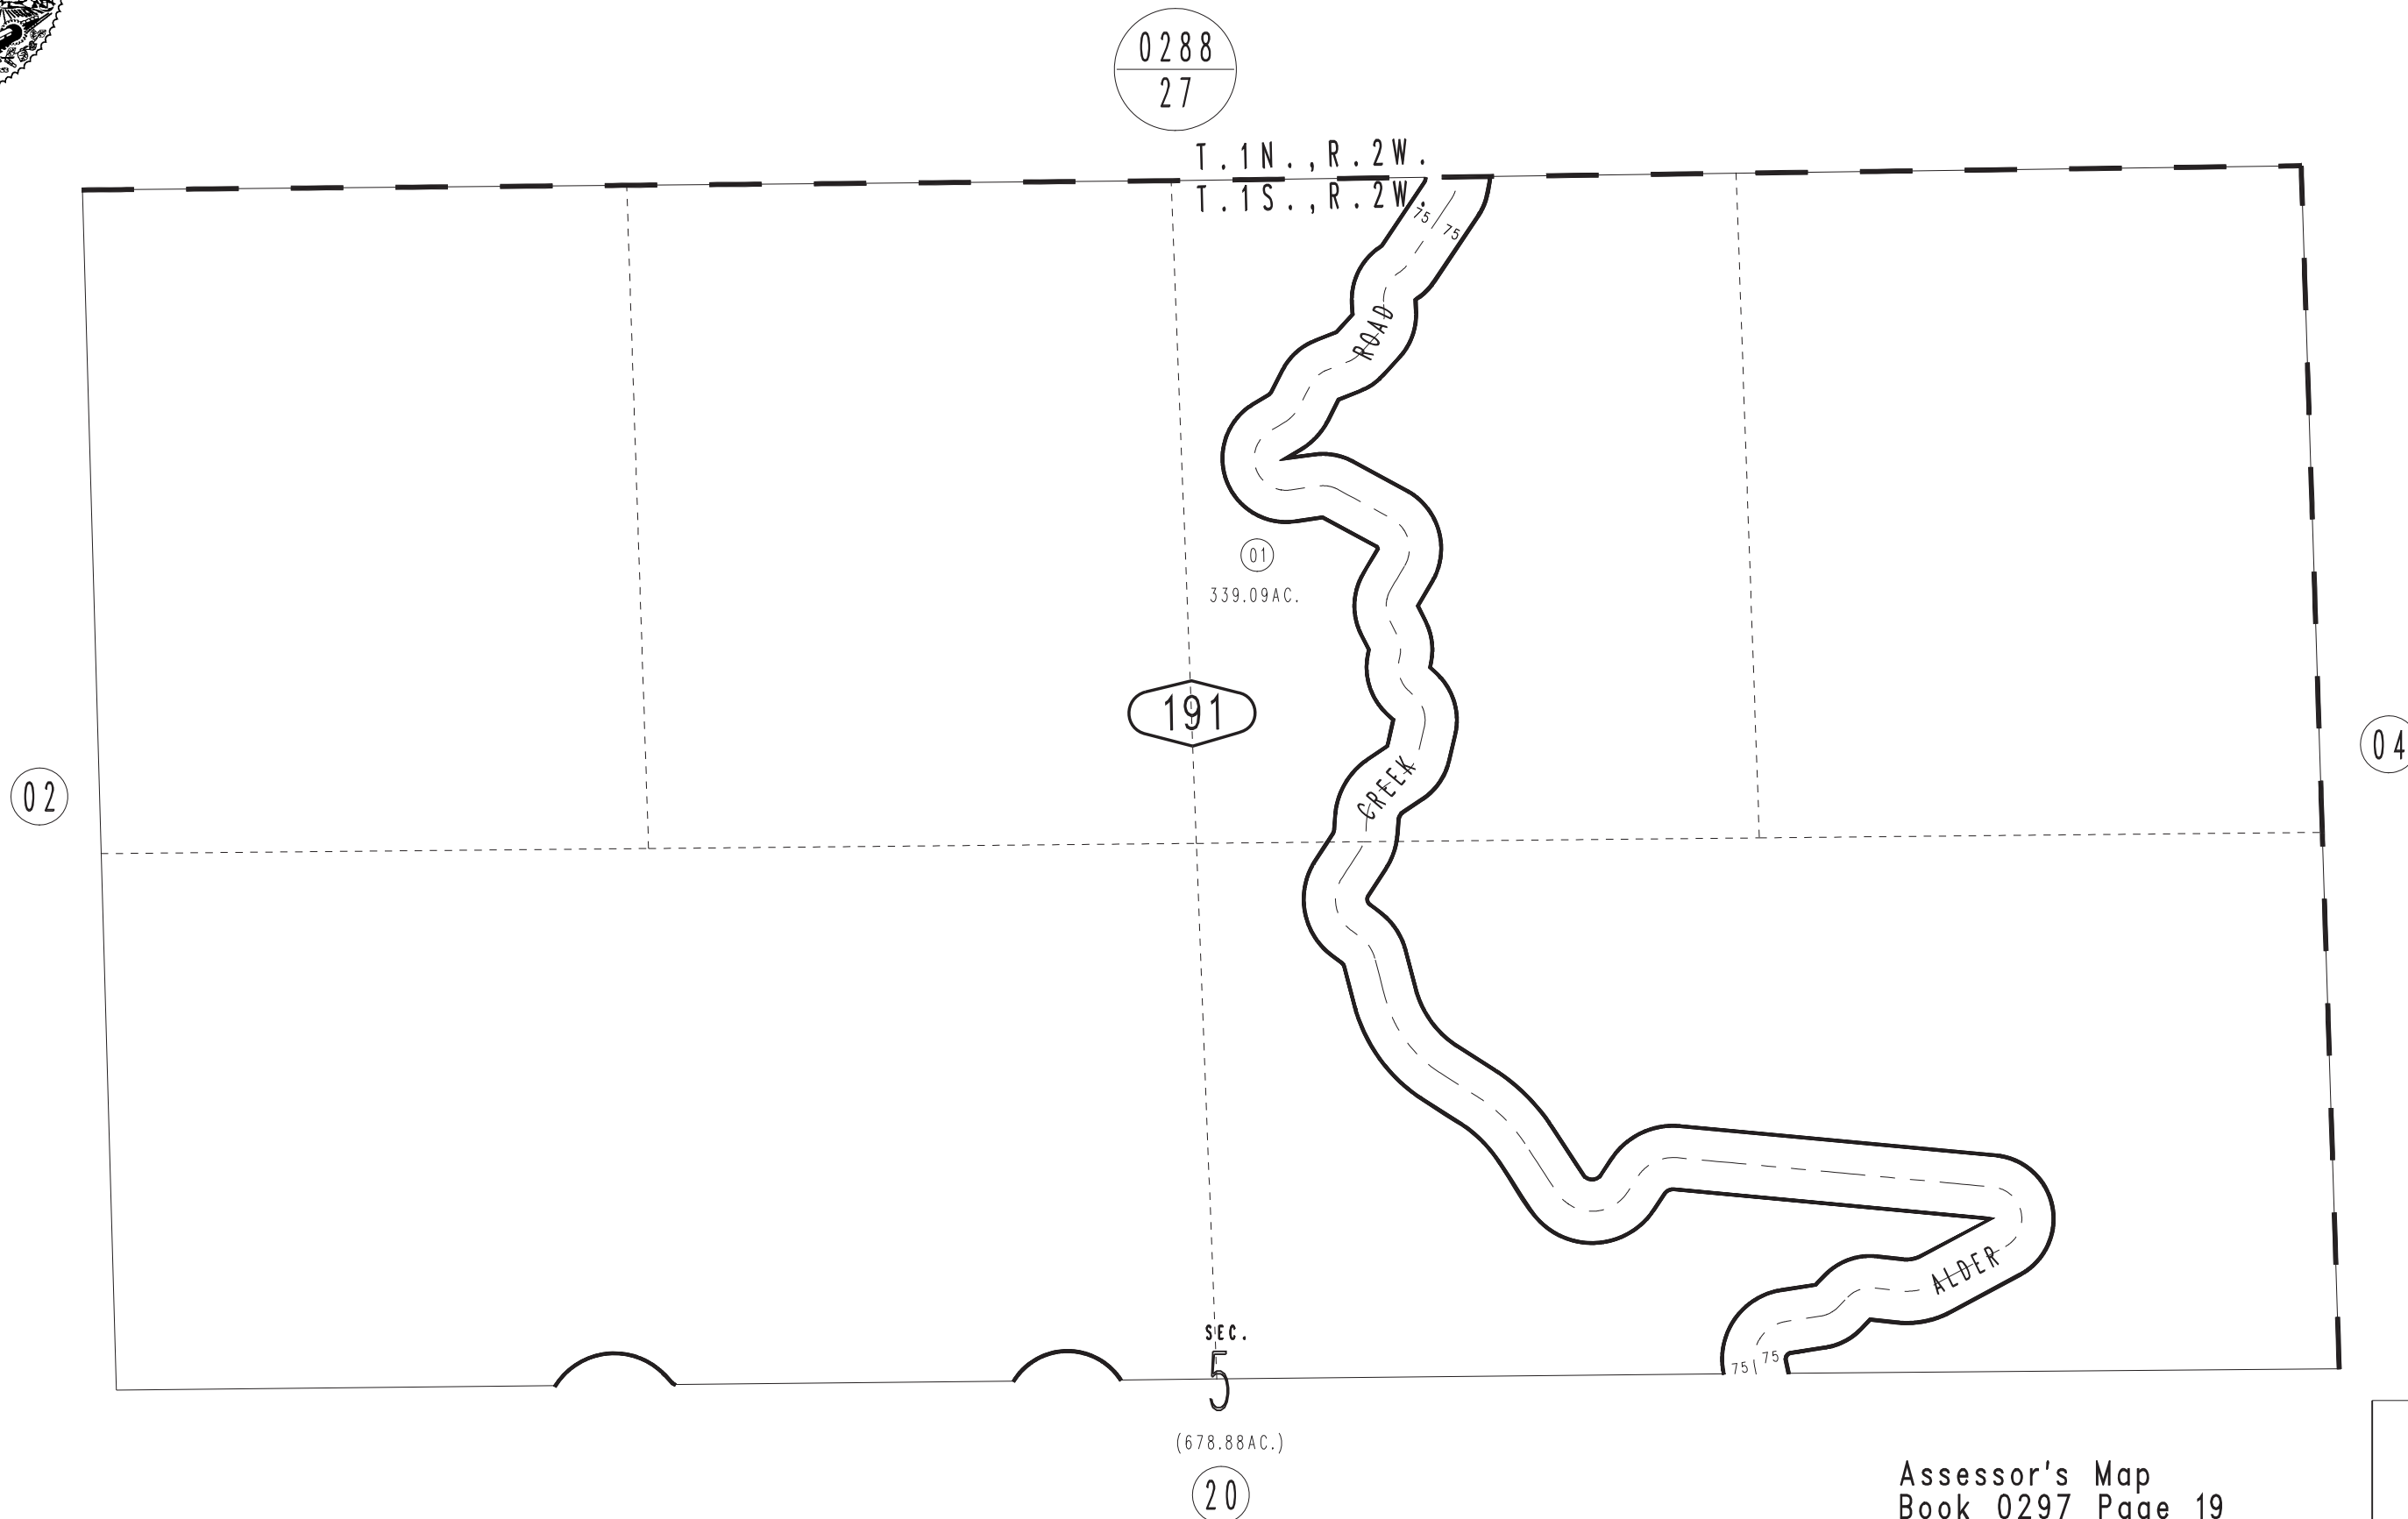 0288
27
T.1N.,R.2W.
T.1S.,R.2W.
75 75
ROAD
01
339.09AC.
191
CREEK
02
04
ALDER
75 75
SEC.
5
(678.88AC.)
20
Assessor's Map
Book 0297 Page 19